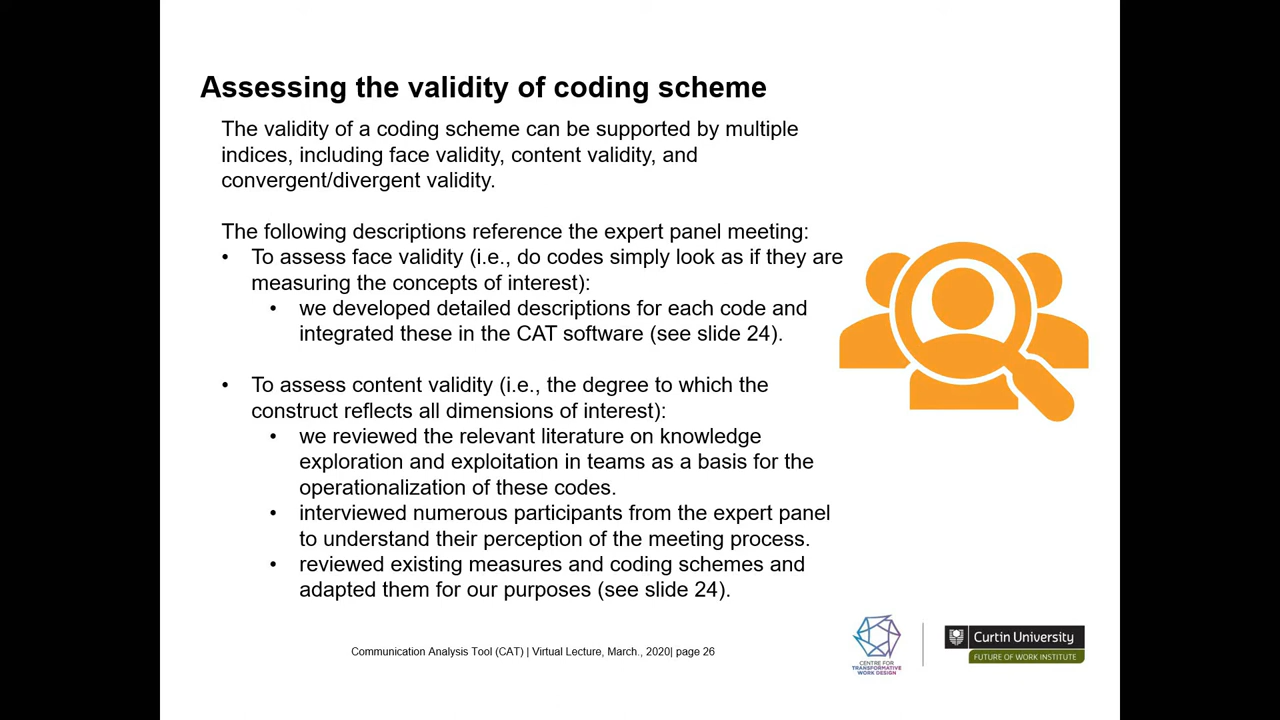 Assessing the validity of coding scheme
The validity of a coding scheme can be supported by multiple
indices, including face validity, content validity, and
convergent/divergent validity.
The following descriptions reference the expert panel meeting:
• To assess face validity (i.e., do codes simply look as if they are
measuring the concepts of interest):
• we developed detailed descriptions for each code and
integrated these in the CAT software (see slide 24).
• To assess content validity (i.e., the degree to which the
construct reflects all dimensions of interest):
• we reviewed the relevant literature on knowledge
exploration and exploitation in teams as a basis for the
operationalization of these codes.
• interviewed numerous participants from the expert panel
to understand their perception of the meeting process.
• reviewed existing measures and coding schemes and
adapted them for our purposes (see slide 24).
Communication Analysis Tool (CAT) | Virtual Lecture, March., 2020| page 26
CENTRE FOR
TRANSFORMATIVE
WORK DESIGN
Curtin University
FUTURE OF WORK INSTITUTE